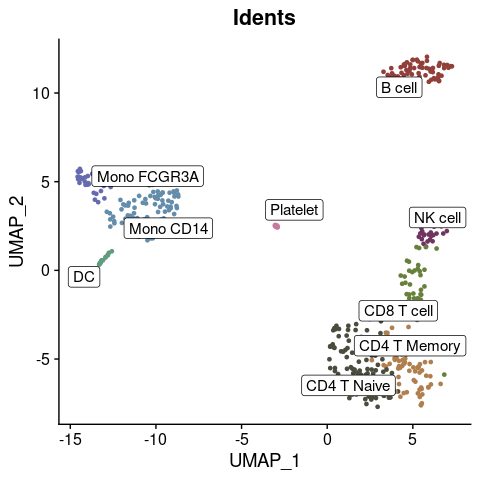 Idents
B cell
Mono FCGR3A
Platelet
NK cell
Mono CD14
DC
CD8 T cell
CD4 T Memory
CD4 T Naive
UMAP_2
10
5
0
-5
-15
-10
-5
0
5
UMAP_1